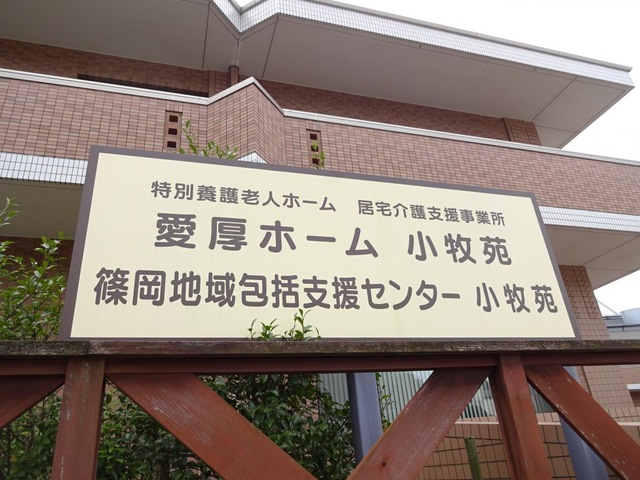 特別養護老人ホーム 居宅介護支援事業所
愛厚ホーム 小牧苑
篠岡地域包括支援センター 小牧苑